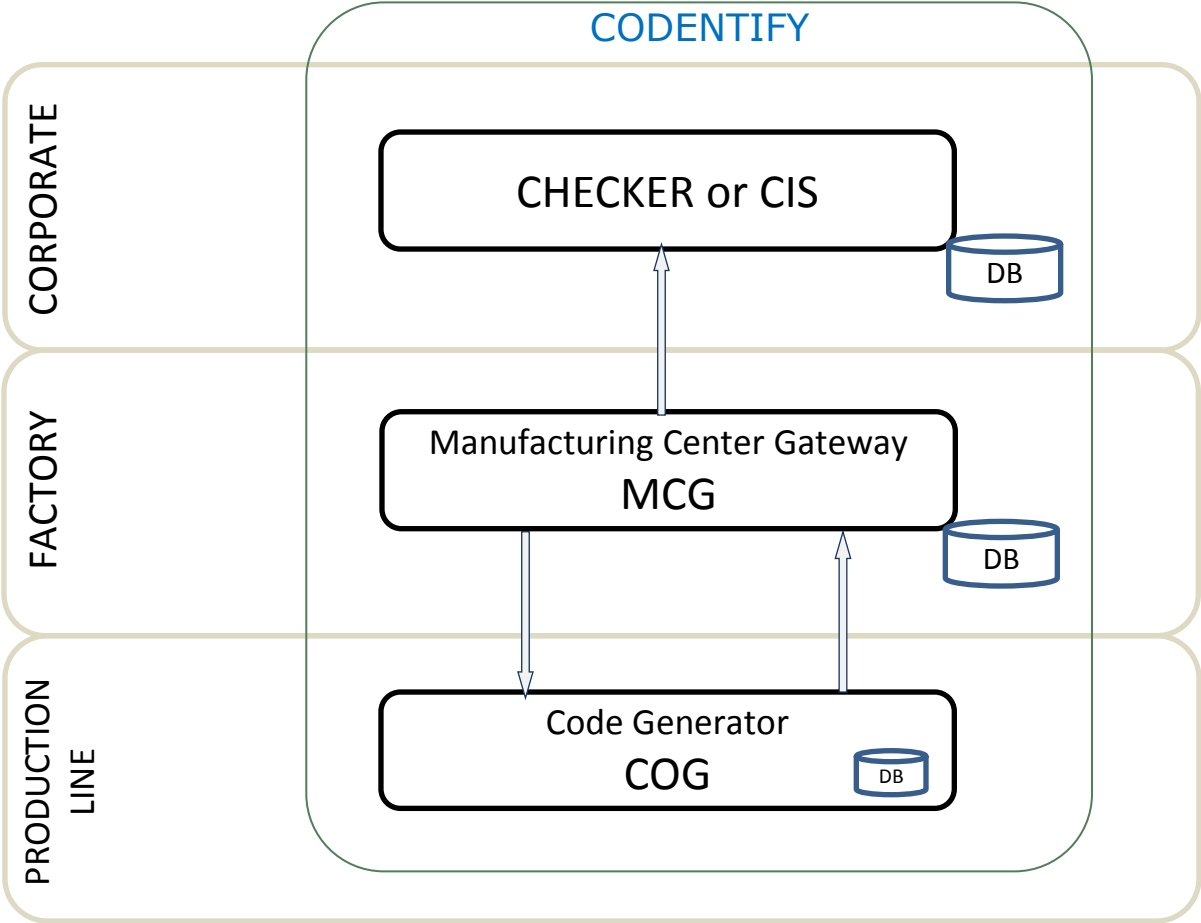 CODENTIFY
CORPORATE
CHECKER or CIS
DB
FACTORY
Manufacturing Center Gateway
MCG
DB
PRODUCTION
LINE
Code Generator
COG
DB